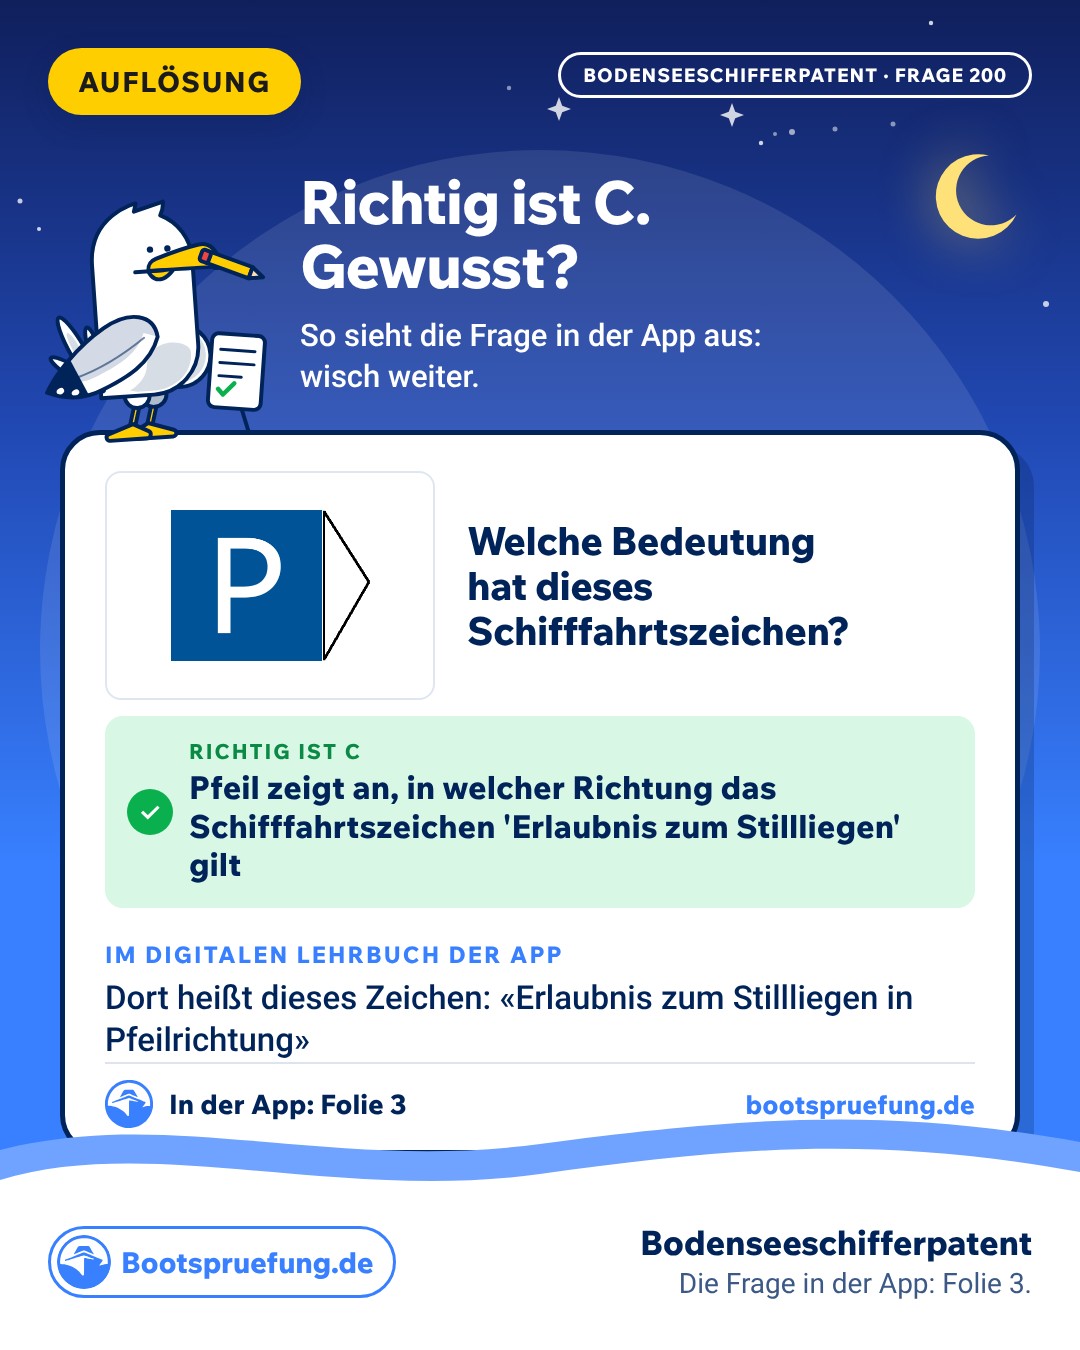 AUFLÖSUNG
BODENSEESCHIFFERPATENT · FRAGE 200
Richtig ist C.
Gewusst?
So sieht die Frage in der App aus:
wisch weiter.
P
Welche Bedeutung
hat dieses
Schifffahrtszeichen?
RICHTIG IST C
Pfeil zeigt an, in welcher Richtung das
Schifffahrtszeichen 'Erlaubnis zum Stillliegen'
gilt
IM DIGITALEN LEHRBUCH DER APP
Dort heißt dieses Zeichen: «Erlaubnis zum Stillliegen in
Pfeilrichtung»
In der App: Folie 3
bootspruefung.de
Bootspruefung.de
Bodenseeschifferpatent
Die Frage in der App: Folie 3.